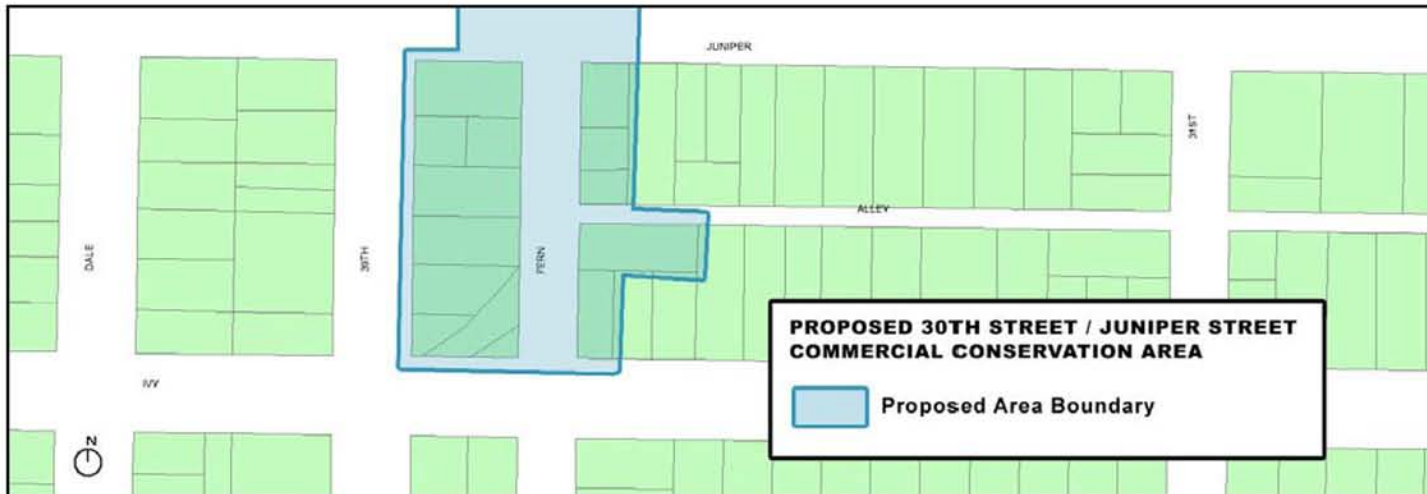 JUNIPER
31ST
ALLEY
DALE
30TH
FERN
IVY
N
PROPOSED 30TH STREET / JUNIPER STREET
COMMERCIAL CONSERVATION AREA
Proposed Area Boundary